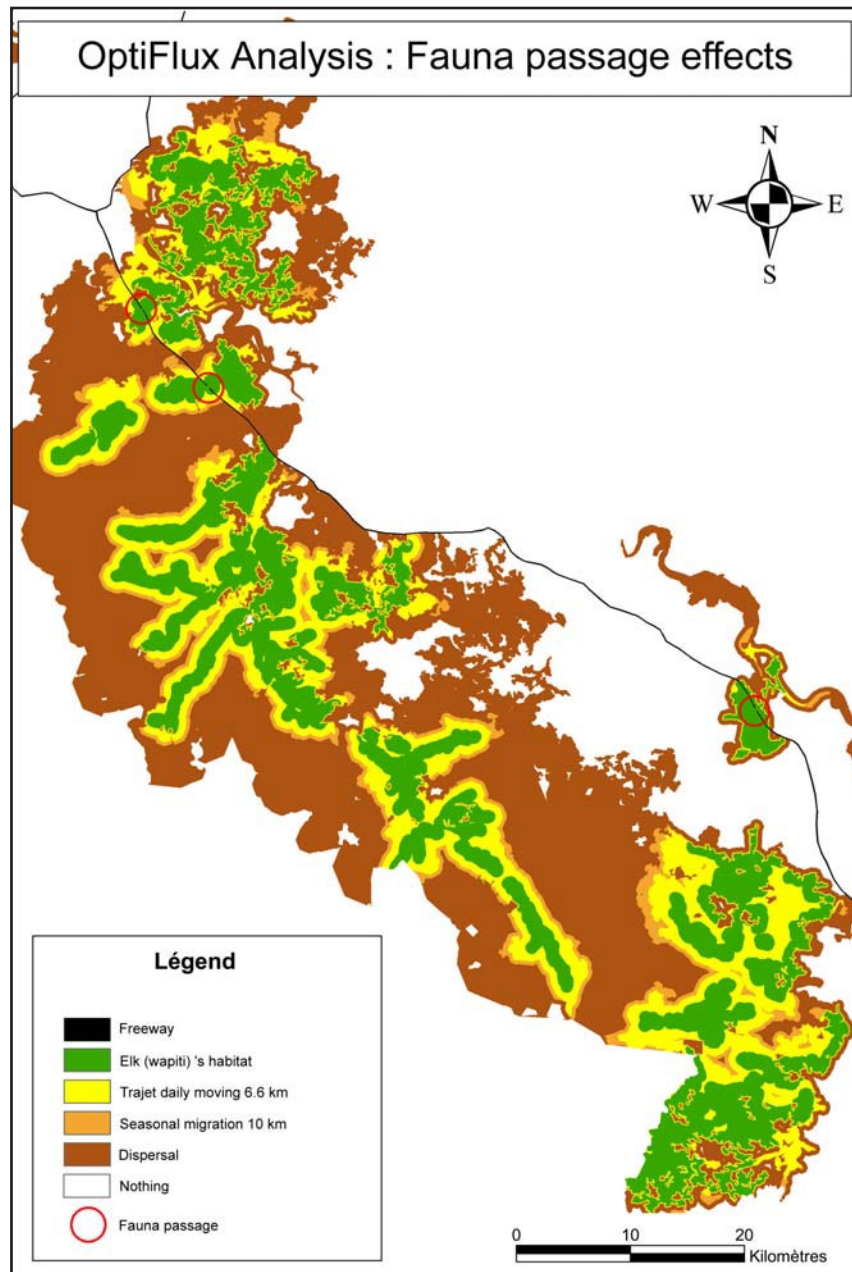 OptiFlux Analysis : Fauna passage effects
N
W E
S
Légend
Freeway
Elk (wapiti) 's habitat
Trajet daily moving 6.6 km
Seasonal migration 10 km
Dispersal
Nothing
Fauna passage
0 10 20
Kilomètres